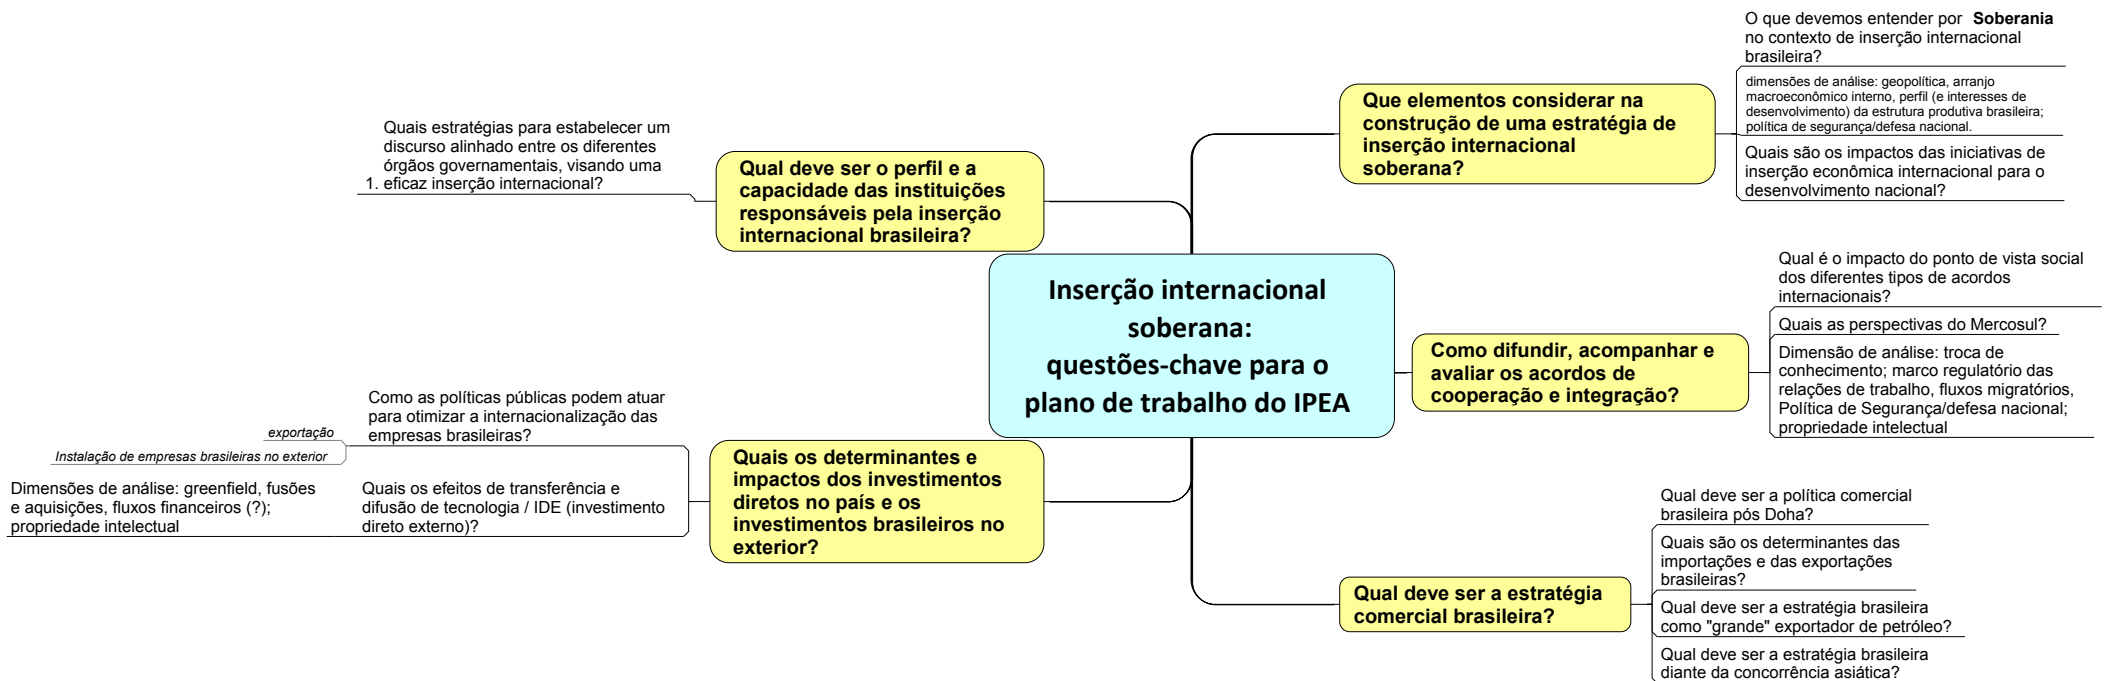 Inserção internacional
soberana:
questões-chave para o
plano de trabalho do IPEA
Que elementos considerar na
construção de uma estratégia de
inserção internacional
soberana?
O que devemos entender por Soberania
no contexto de inserção internacional
brasileira?
dimensões de análise: geopolítica, arranjo
macroeconômico interno, perfil (e interesses de
desenvolvimento) da estrutura produtiva brasileira;
política de segurança/defesa nacional.
Quais são os impactos das iniciativas de
inserção econômica internacional para o
desenvolvimento nacional?
Como difundir, acompanhar e
avaliar os acordos de
cooperação e integração?
Qual é o impacto do ponto de vista social
dos diferentes tipos de acordos
internacionais?
Quais as perspectivas do Mercosul?
Dimensão de análise: troca de
conhecimento; marco regulatório das
relações de trabalho, fluxos migratórios,
Política de Segurança/defesa nacional;
propriedade intelectual
Qual deve ser a estratégia
comercial brasileira?
Qual deve ser a política comercial
brasileira pós Doha?
Quais são os determinantes das
importações e das exportações
brasileiras?
Qual deve ser a estratégia brasileira
como "grande" exportador de petróleo?
Qual deve ser a estratégia brasileira
diante da concorrência asiática?
Qual deve ser o perfil e a
capacidade das instituições
responsáveis pela inserção
internacional brasileira?
Quais estratégias para estabelecer um
discurso alinhado entre os diferentes
órgãos governamentais, visando uma
1. eficaz inserção internacional?
Quais os determinantes e
impactos dos investimentos
diretos no país e os
investimentos brasileiros no
exterior?
Como as políticas públicas podem atuar
para otimizar a internacionalização das
empresas brasileiras?
exportação
Instalação de empresas brasileiras no exterior
Quais os efeitos de transferência e
difusão de tecnologia / IDE (investimento
direto externo)?
Dimensões de análise: greenfield, fusões
e aquisições, fluxos financeiros (?);
propriedade intelectual